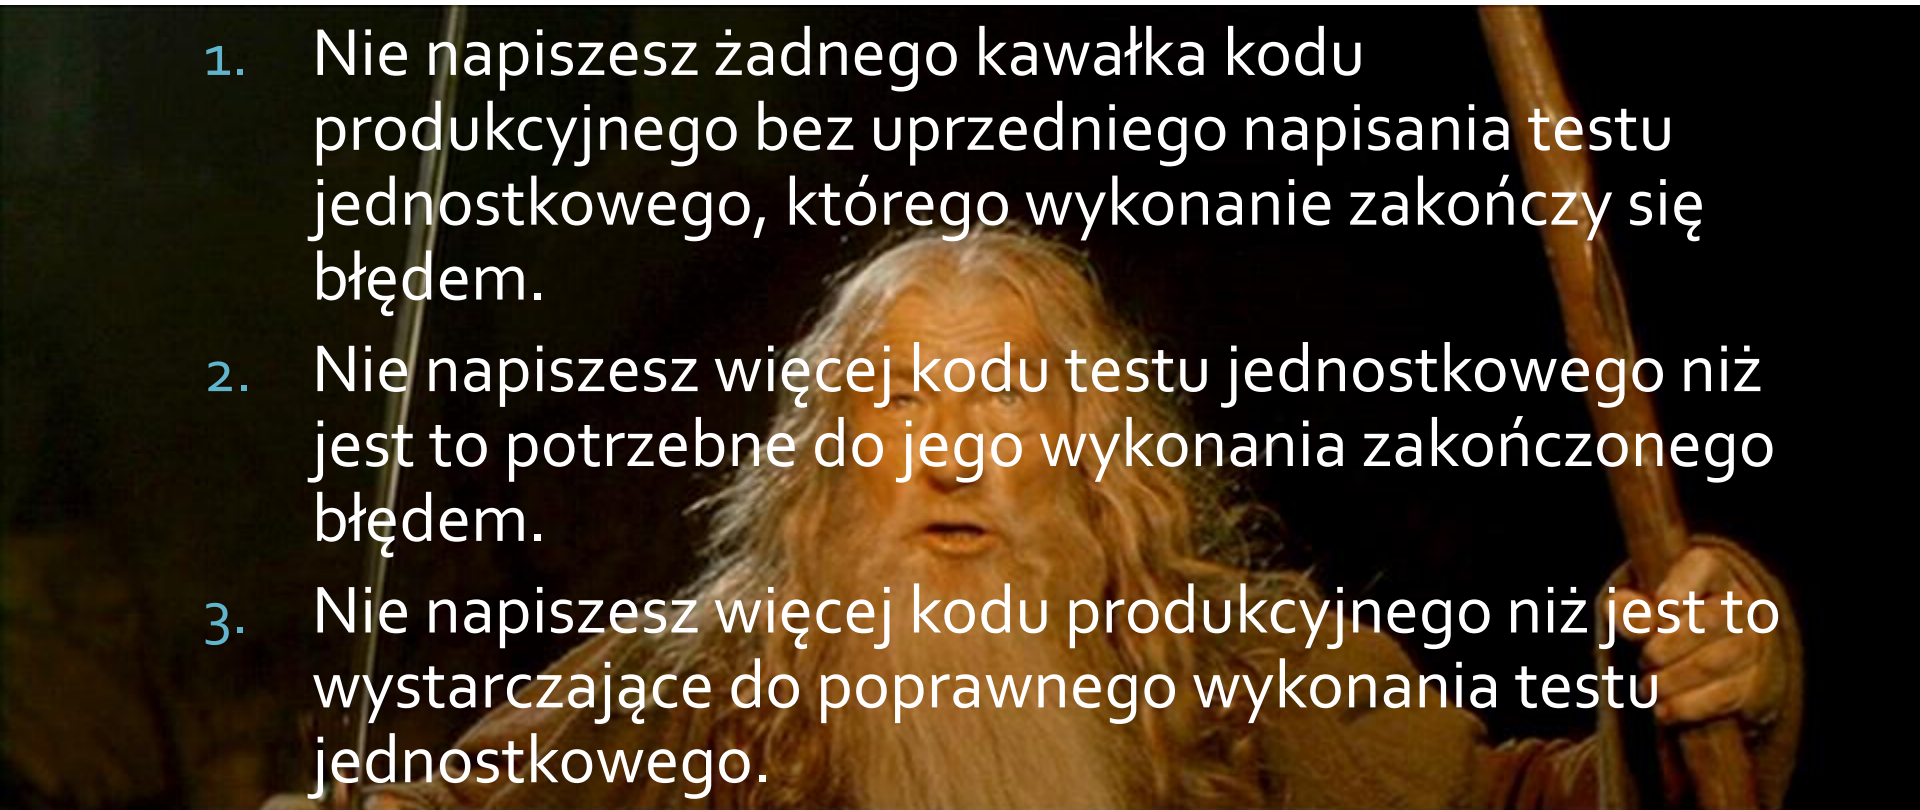 1. Nie napiszesz żadnego kawałka kodu
produkcyjnego bez uprzedniego napisania testu
jednostkowego, którego wykonanie zakończy się
błędem.
2. Nie napiszesz więcej kodu testu jednostkowego niż
jest to potrzebne do jego wykonania zakończonego
błędem.
3. Nie napiszesz więcej kodu produkcyjnego niż jest to
wystarczające do poprawnego wykonania testu
jednostkowego.